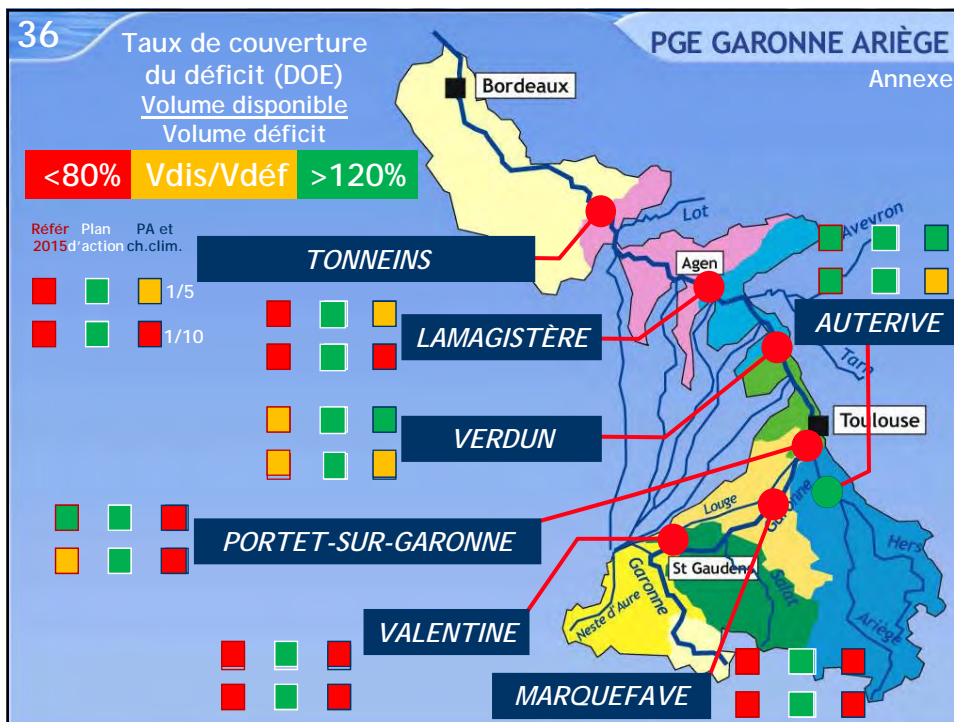 36
Taux de couverture
du déficit (DOE)
Volume disponible
Volume déficit
PGE GARONNE ARIÈGE
Annexe
<80% Vdis/Vdéf >120%
Référ Plan PA et
2015 d'action ch.clim.
1/5
1/10
Bordeaux
Lot
Aveyron
Agen
TONNEINS
LAMAGISTÈRE
AUTERIVE
Tarn
VERDUN
Toulouse
Louge
Garonne
Hers
PORTET-SUR-GARONNE
St Gaudens
Salat
Garonne
Neste d'Aure
Ariège
VALENTINE
MARQUEFAVE